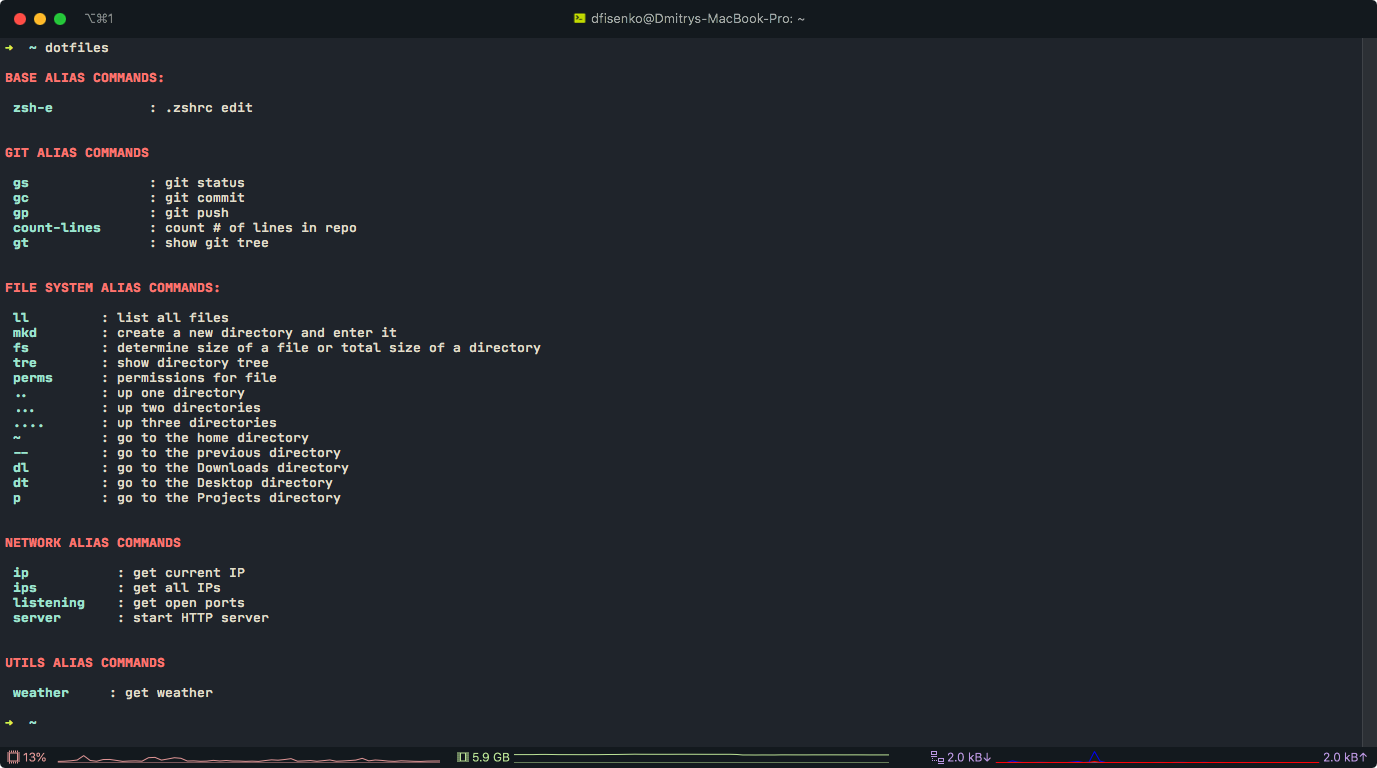 ⌥⌘1
dfisenko@Dmitrys-MacBook-Pro: ~
➜ ~ dotfiles
BASE ALIAS COMMANDS:
zsh-e : .zshrc edit
GIT ALIAS COMMANDS
gs : git status
gc : git commit
gp : git push
count-lines : count # of lines in repo
gt : show git tree
FILE SYSTEM ALIAS COMMANDS:
ll : list all files
mkd : create a new directory and enter it
fs : determine size of a file or total size of a directory
tre : show directory tree
perms : permissions for file
.. : up one directory
... : up two directories
.... : up three directories
~ : go to the home directory
-- : go to the previous directory
dl : go to the Downloads directory
dt : go to the Desktop directory
p : go to the Projects directory
NETWORK ALIAS COMMANDS
ip : get current IP
ips : get all IPs
listening : get open ports
server : start HTTP server
UTILS ALIAS COMMANDS
weather : get weather
➜ ~
13% 5.9 GB 2.0 kB↓ 2.0 kB↑